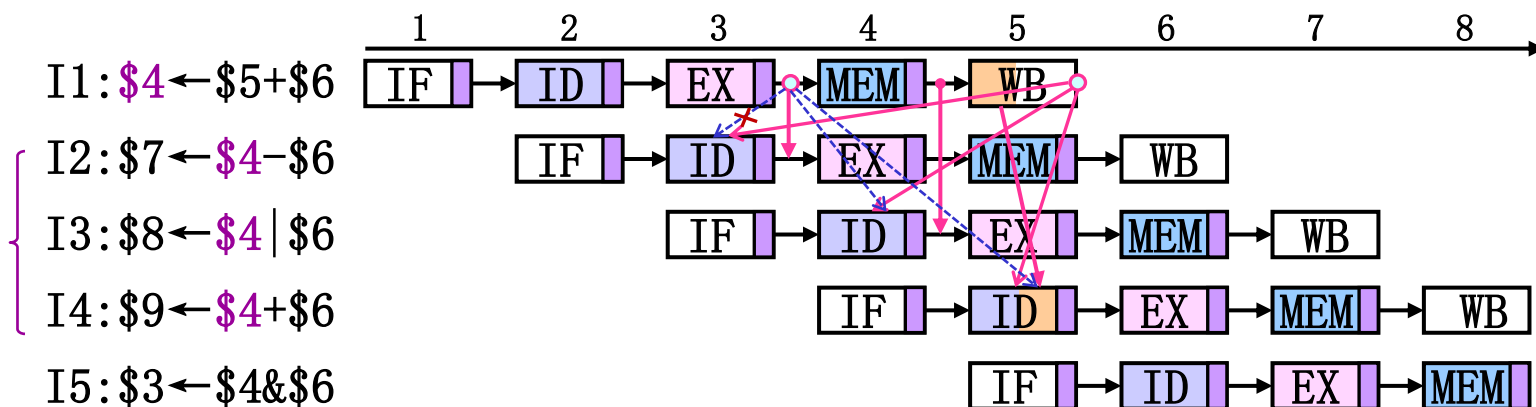 1 2 3 4 5 6 7 8
I1:$4←$5+$6 IF ID EX MEM WB
I2:$7←$4-$6 IF ID EX MEM WB
I3:$8←$4|$6 IF ID EX MEM WB
I4:$9←$4+$6 IF ID EX MEM WB
I5:$3←$4&$6 IF ID EX MEM